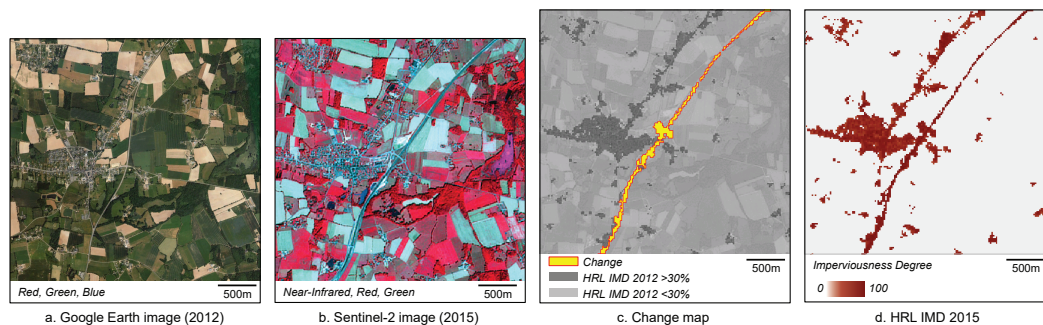 Red, Green, Blue
500m
a. Google Earth image (2012)
Near-Infrared, Red, Green
500m
b. Sentinel-2 image (2015)
Change
HRL IMD 2012 >30%
HRL IMD 2012 <30%
500m
c. Change map
Imperviousness Degree
0 100
500m
d. HRL IMD 2015